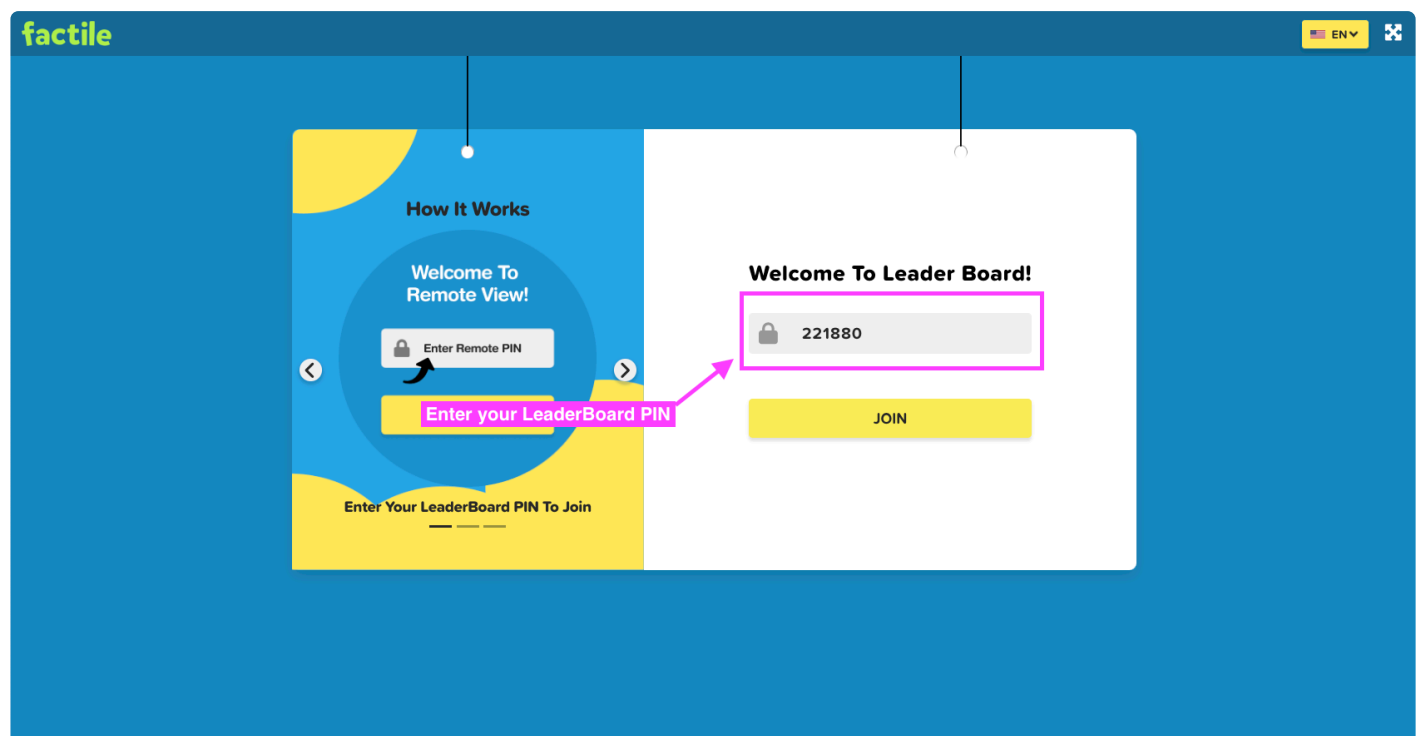 factile
EN
How It Works
Welcome To
Remote View!
Enter Remote PIN
Enter your LeaderBoard PIN
Enter Your LeaderBoard PIN To Join
Welcome To Leader Board!
221880
JOIN